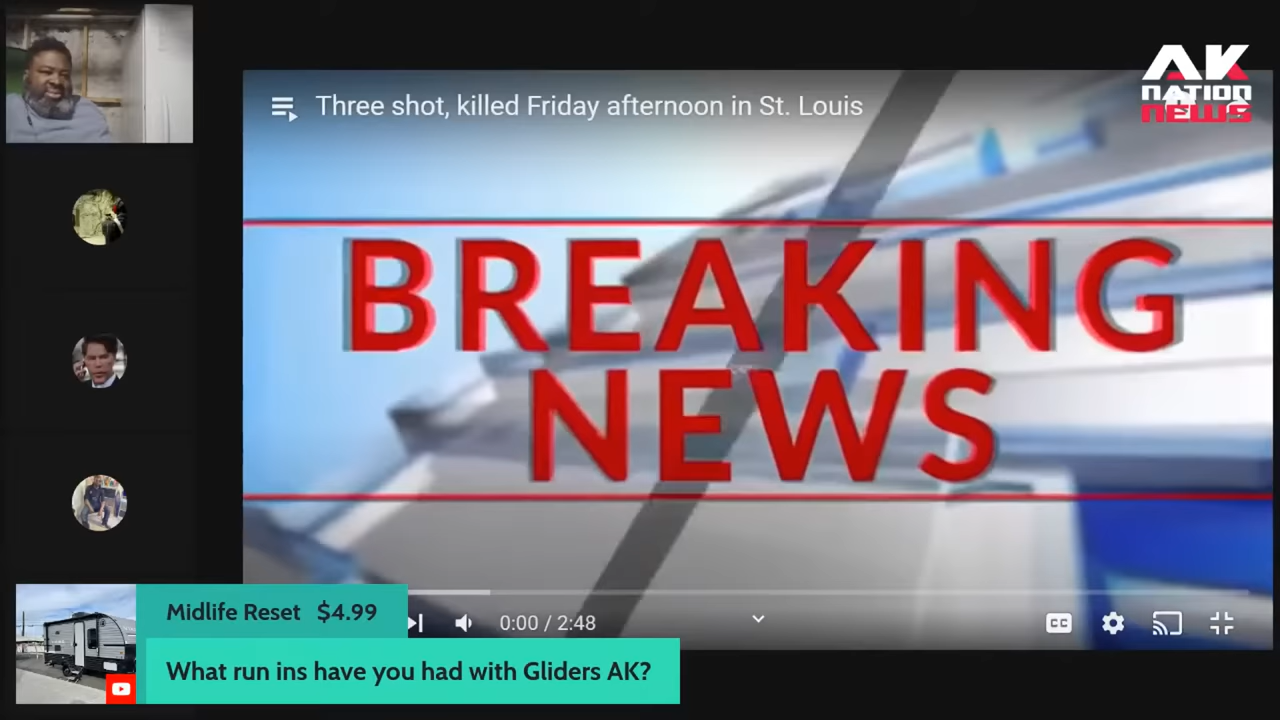 AK
NATION
NEWS
Three shot, killed Friday afternoon in St. Louis
BREAKING
NEWS
Midlife Reset $4.99
0:00 / 2:48
CC
What run ins have you had with Gliders AK?